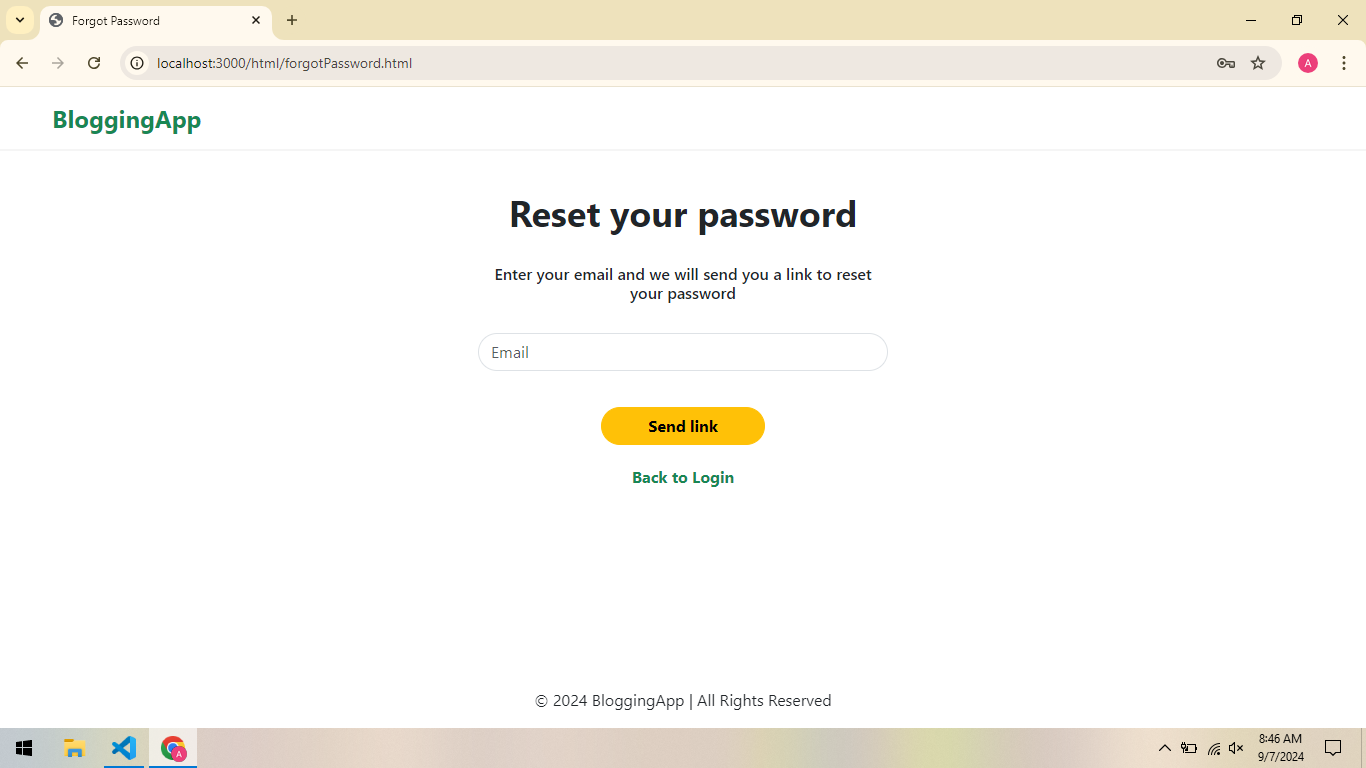 Forgot Password
localhost:3000/html/forgotPassword.html
A
BloggingApp
Reset your password
Enter your email and we will send you a link to reset
your password
Email
Send link
Back to Login
© 2024 BloggingApp | All Rights Reserved
A
8:46 AM
9/7/2024